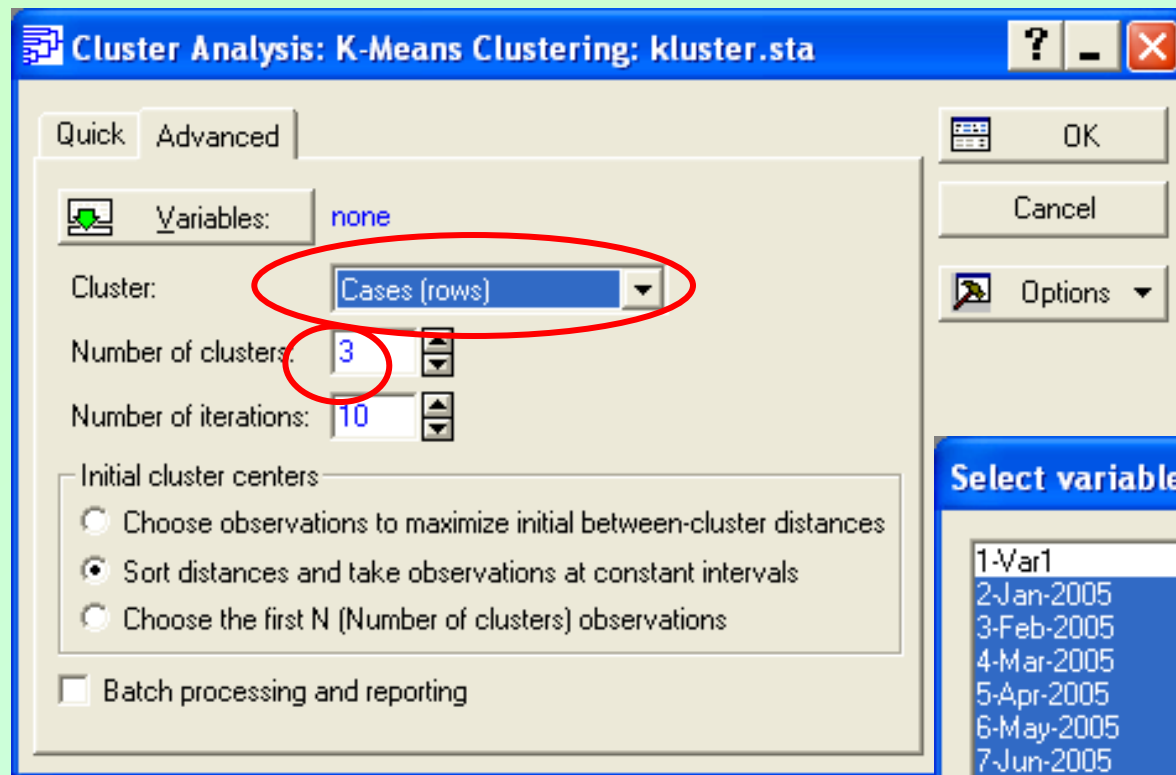 Cluster Analysis: K-Means Clustering: kluster.sta
?
Quick Advanced
OK
Cancel
Options
Variables: none
Cluster: Cases (rows)
Number of clusters: 3
Number of iterations: 10
Initial cluster centers
Choose observations to maximize initial between-cluster distances
Sort distances and take observations at constant intervals
Choose the first N (Number of clusters) observations
Batch processing and reporting
Select variable
1-Var1
2-Jan-2005
3-Feb-2005
4-Mar-2005
5-Apr-2005
6-May-2005
7-Jun-2005